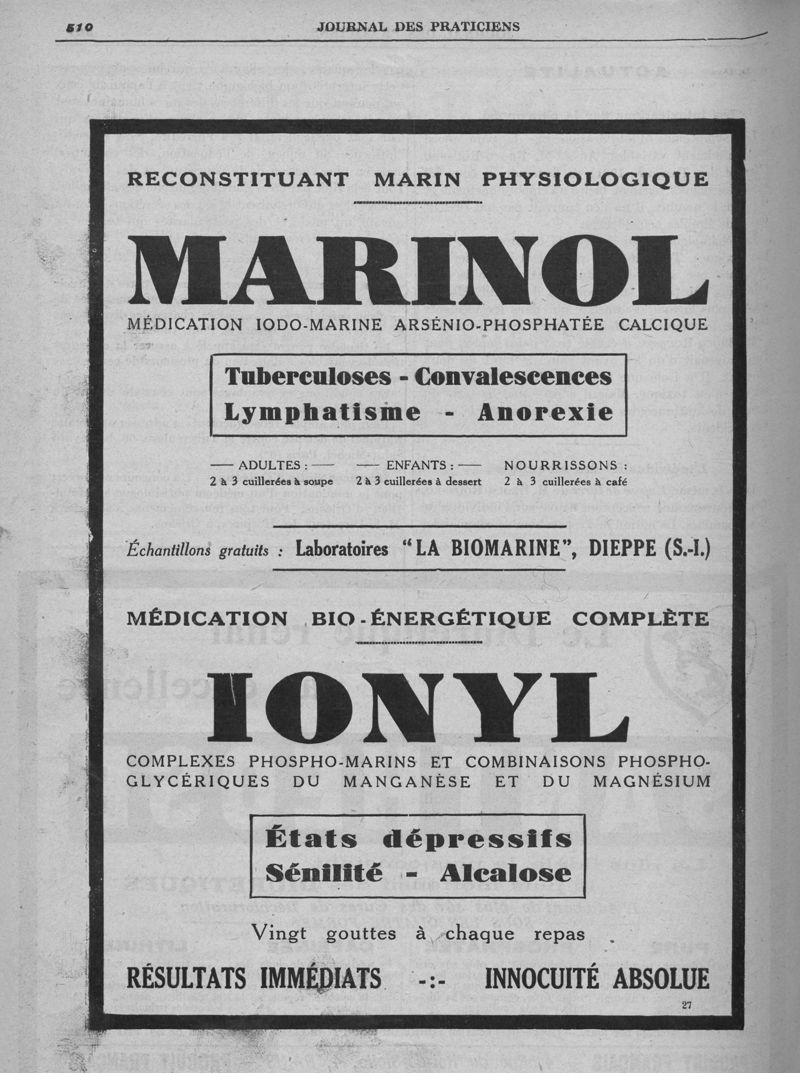 510
JOURNAL DES PRATICIENS
RECONSTITUANT MARIN PHYSIOLOGIQUE
MARINOL
MÉDICATION IODO-MARINE ARSÉNIO-PHOSPHATÉE CALCIQUE
Tuberculoses - Convalescences
Lymphatisme - Anorexie
— ADULTES : — — ENFANTS : — NOURRISSONS :
2 à 3 cuillerées à soupe 2 à 3 cuillerées à dessert 2 à 3 cuillerées à café
Échantillons gratuits : Laboratoires "LA BIOMARINE", DIEPPE (S.-I.)
MÉDICATION BIO-ÉNERGÉTIQUE COMPLÈTE
IONYL
COMPLEXES PHOSPHO-MARINS ET COMBINAISONS PHOSPHO-
GLYCÉRIQUES DU MANGANÈSE ET DU MAGNÉSIUM
États dépressifs
Sénilité - Alcalose
Vingt gouttes à chaque repas
RÉSULTATS IMMÉDIATS -:- INNOCUITÉ ABSOLUE
27